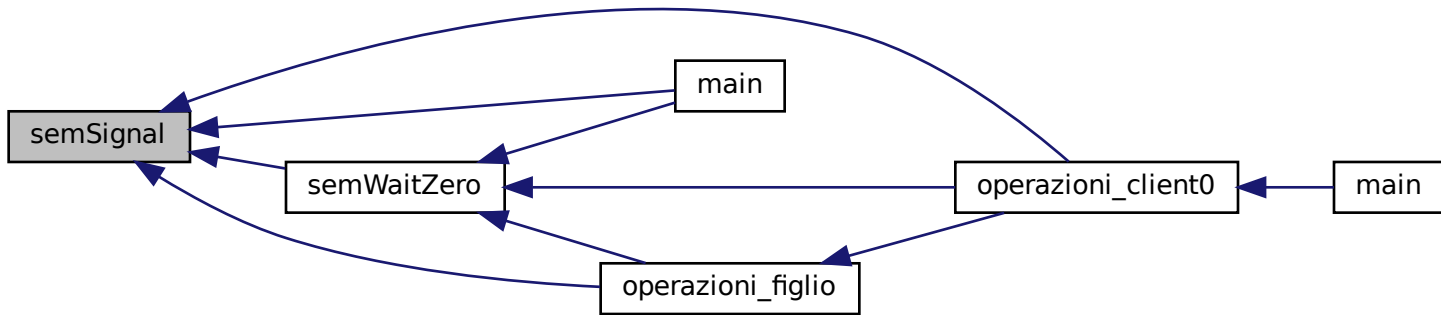 semSignal
main
semWaitZero
operazioni_client0
main
operazioni_figlio